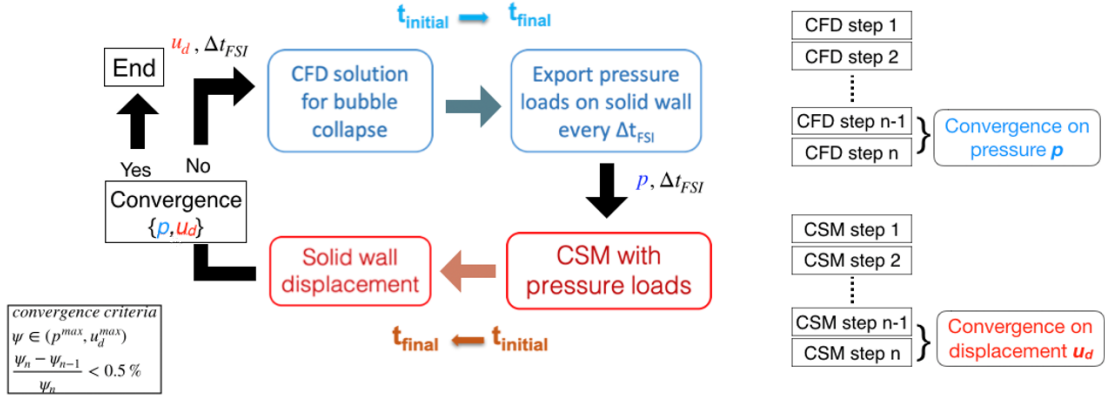 t_initial → t_final
u_d , Δt_FSI
End
CFD solution
for bubble
collapse
Export pressure
loads on solid wall
every Δt_FSI
Yes
No
p, Δt_FSI
Convergence
{p,u_d}
Solid wall
displacement
CSM with
pressure loads
t_final ← t_initial
convergence criteria
ψ ∈ (p^max, u_d^max)
(ψ_n − ψ_n−1)/ψ_n < 0.5 %
CFD step 1
CFD step 2
CFD step n-1
CFD step n
}
Convergence on
pressure p
CSM step 1
CSM step 2
CSM step n-1
CSM step n
}
Convergence on
displacement u_d